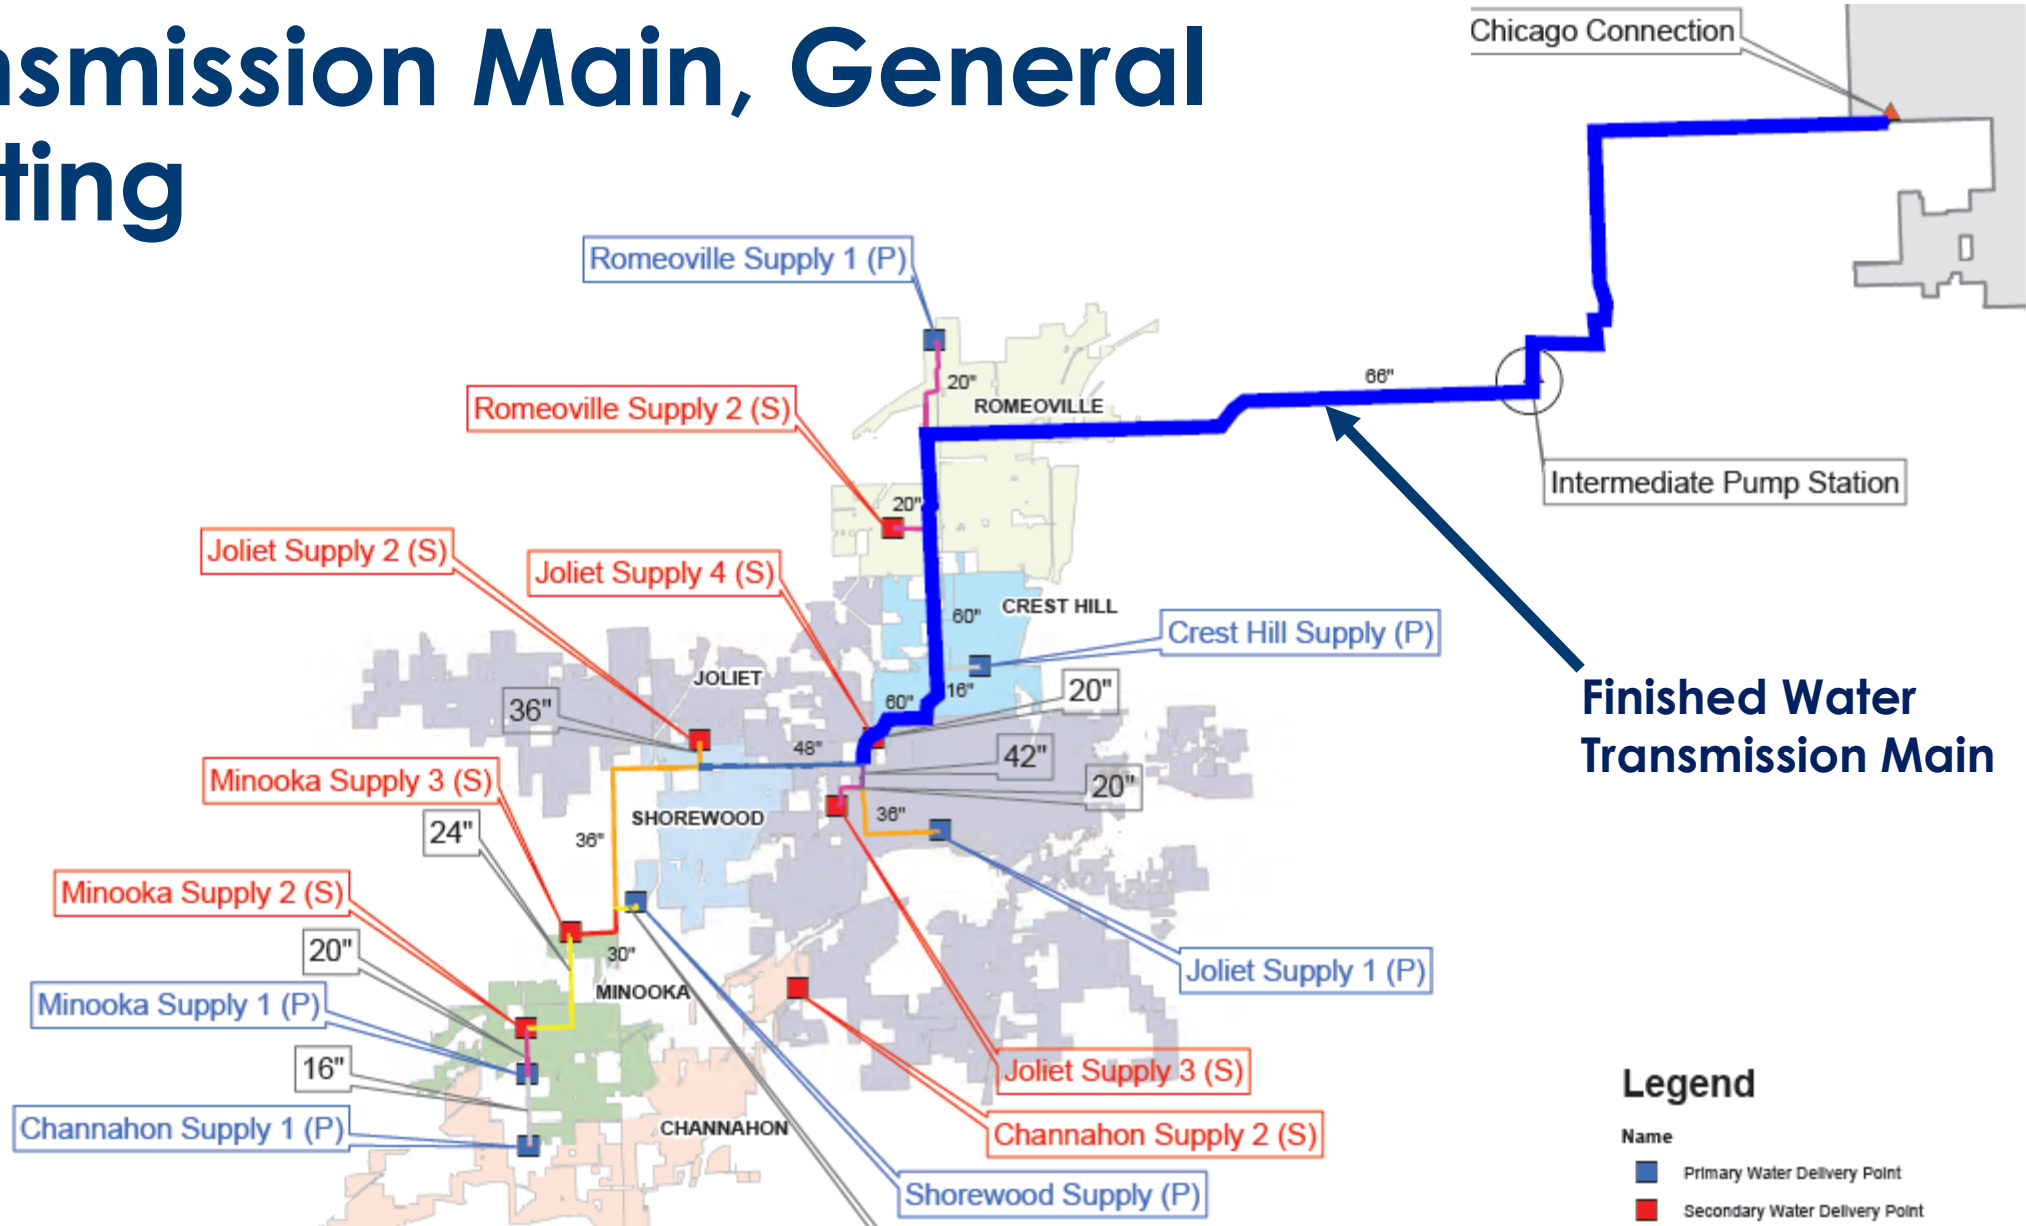 nsmission Main, General
ting
Chicago Connection
Romeoville Supply 1 (P)
20"
66"
Romeoville Supply 2 (S)
ROMEOVILLE
Intermediate Pump Station
20"
Joliet Supply 2 (S)
Joliet Supply 4 (S)
CREST HILL
60"
Crest Hill Supply (P)
JOLIET
16"
20"
36"
60"
Finished Water
Transmission Main
48"
42"
Minooka Supply 3 (S)
20"
24"
SHOREWOOD
36"
36"
Minooka Supply 2 (S)
20"
30"
Joliet Supply 1 (P)
MINOOKA
Minooka Supply 1 (P)
16"
Joliet Supply 3 (S)
Channahon Supply 1 (P)
CHANNAHON
Channahon Supply 2 (S)
Shorewood Supply (P)
Legend
Name
Primary Water Delivery Point
Secondary Water Delivery Point